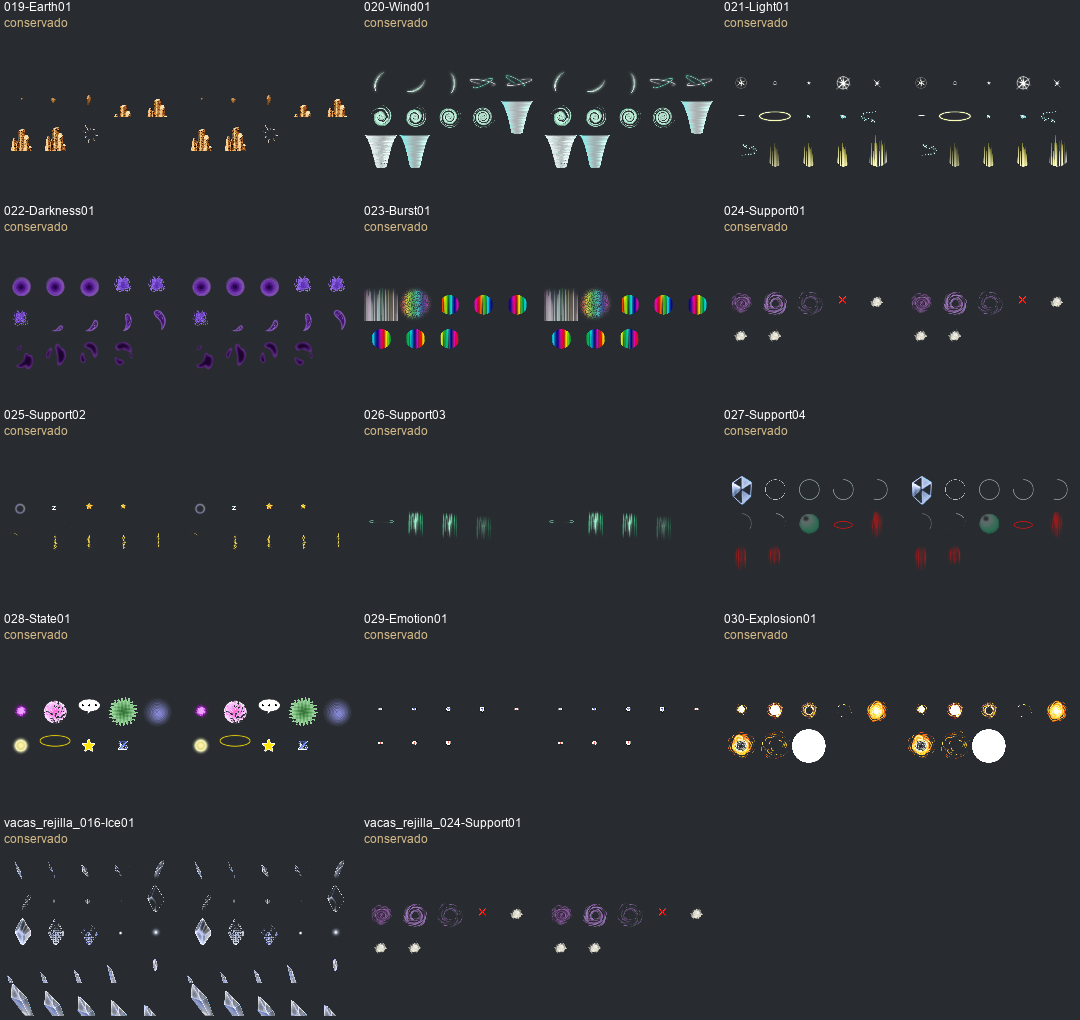 019-Earth01
conservado
020-Wind01
conservado
021-Light01
conservado
022-Darkness01
conservado
023-Burst01
conservado
024-Support01
conservado
025-Support02
conservado
026-Support03
conservado
027-Support04
conservado
028-State01
conservado
029-Emotion01
conservado
030-Explosion01
conservado
vacas_rejilla_016-Ice01
conservado
vacas_rejilla_024-Support01
conservado